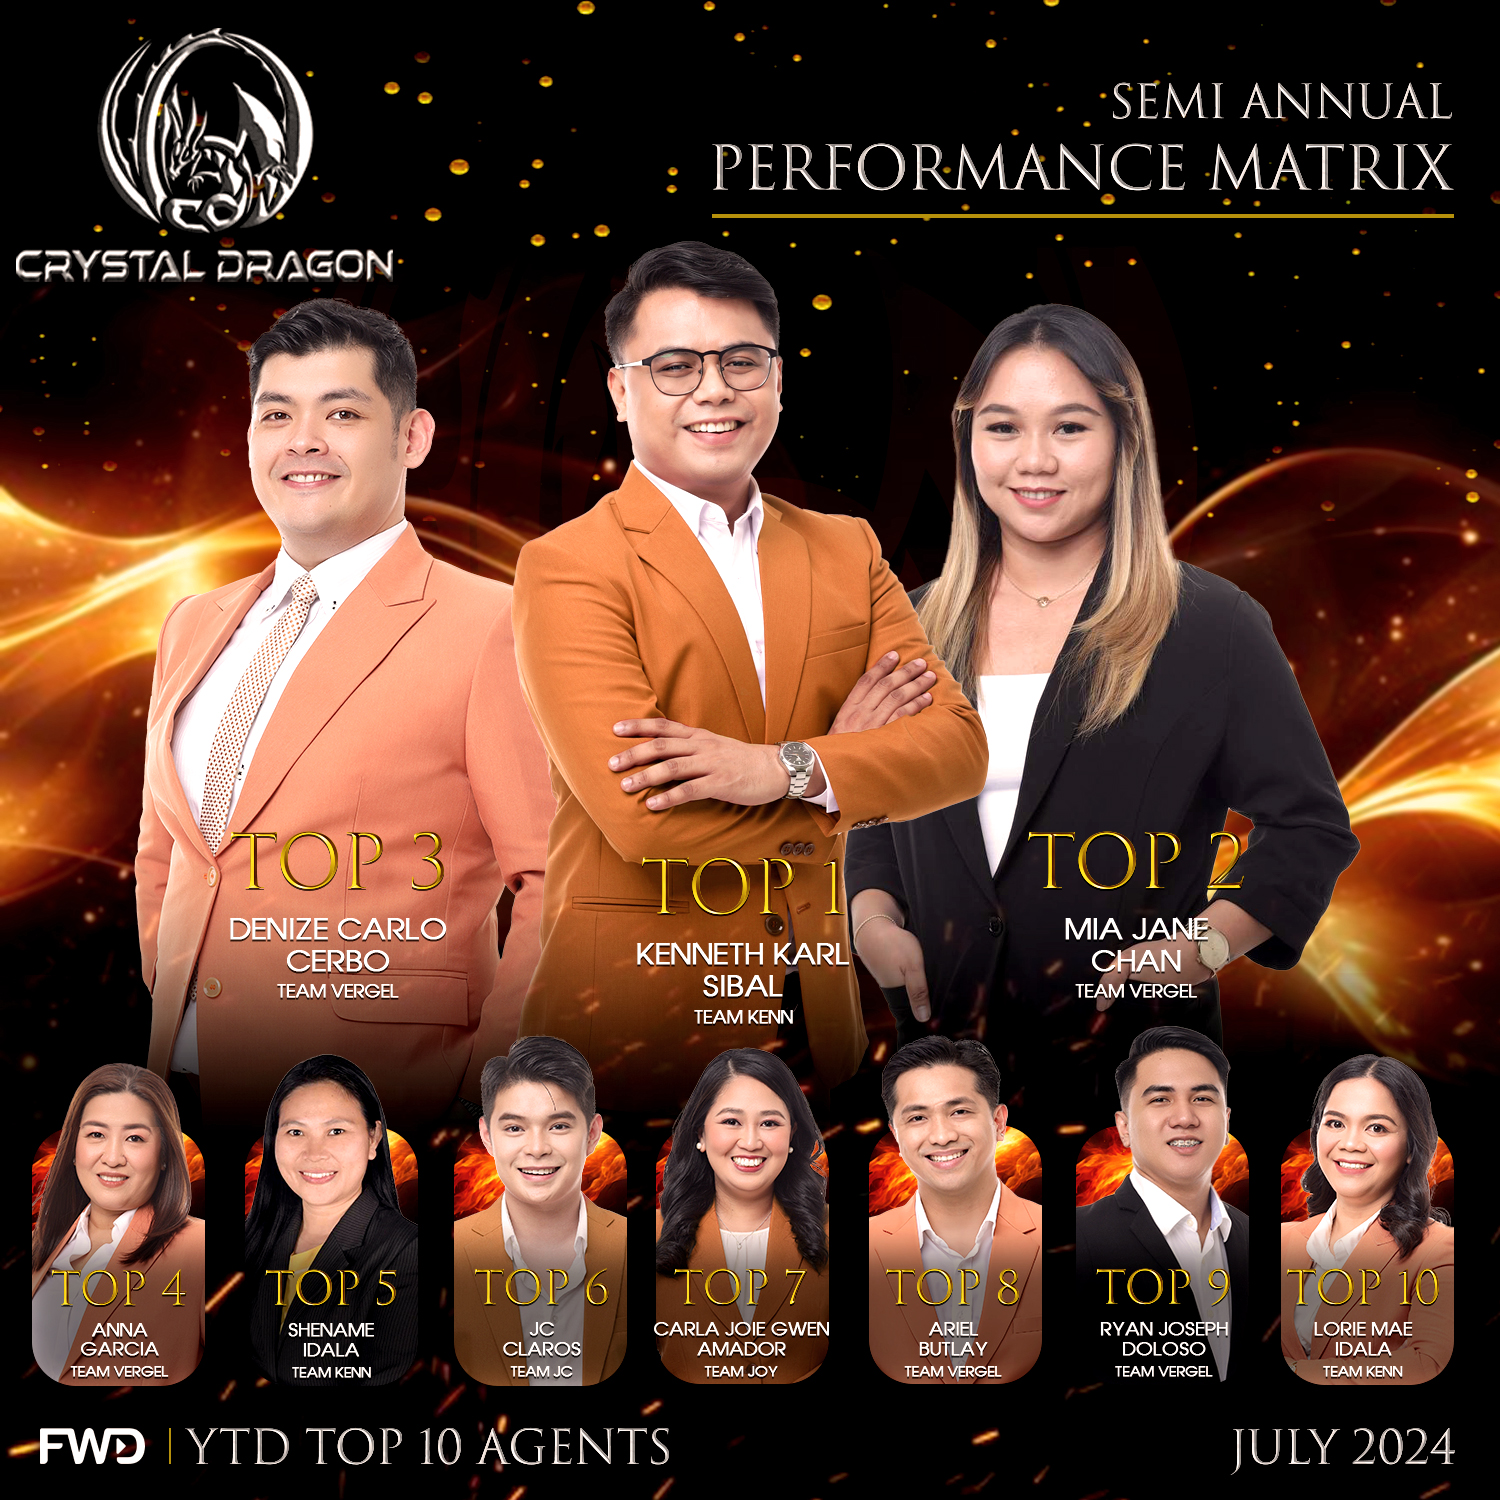 SEMI ANNUAL
PERFORMANCE MATRIX
CRYSTAL DRAGON
TOP 3
DENIZE CARLO
CERBO
TEAM VERGEL
TOP 1
KENNETH KARL
SIBAL
TEAM KENN
TOP 2
MIA JANE
CHAN
TEAM VERGEL
TOP 4
ANNA
GARCIA
TEAM VERGEL
TOP 5
SHENAME
IDALA
TEAM KENN
TOP 6
JC
CLAROS
TEAM JC
TOP 7
CARLA JOIE GWEN
AMADOR
TEAM JOY
TOP 8
ARIEL
BUTLAY
TEAM VERGEL
TOP 9
RYAN JOSEPH
DOLOSO
TEAM VERGEL
TOP 10
LORIE MAE
IDALA
TEAM KENN
FWD | YTD TOP 10 AGENTS
JULY 2024